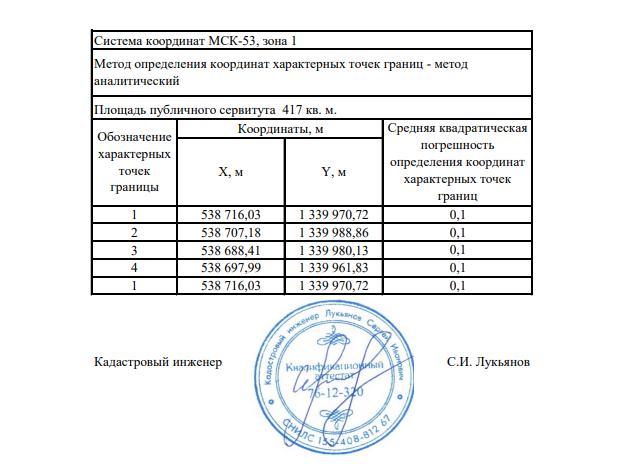 Система координат МСК-53, зона 1
Метод определения координат характерных точек границ - метод
аналитический
Площадь публичного сервитута 417 кв. м.
Обозначение характерных точек границы | Координаты, м | Средняя квадратическая погрешность определения координат характерных точек границ
X, м | Y, м
1 538 716,03 1 339 970,72 0,1
2 538 707,18 1 339 988,86 0,1
3 538 688,41 1 339 980,13 0,1
4 538 697,99 1 339 961,83 0,1
1 538 716,03 1 339 970,72 0,1
Кадастровый инженер С.И. Лукьянов
Кадастровый инженер Лукьянов Сергей Иванович
Квалификационный
аттестат
76-12-320
СНИЛС 155-408-812 67